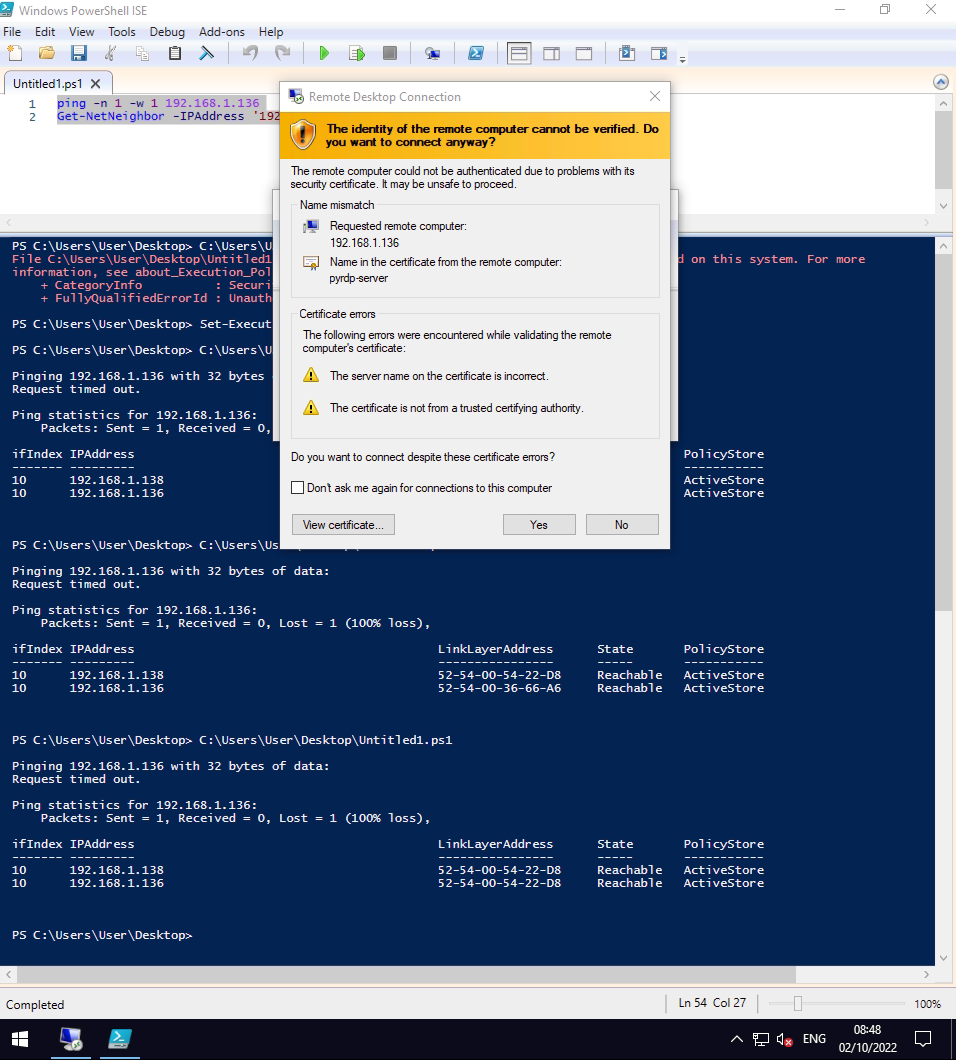 Windows PowerShell ISE
File Edit View Tools Debug Add-ons Help
Untitled1.ps1
1 ping -n 1 -w 1 192.168.1.136
2 Get-NetNeighbor -IPAddress '192
Remote Desktop Connection
The identity of the remote computer cannot be verified. Do
you want to connect anyway?
The remote computer could not be authenticated due to problems with its
security certificate. It may be unsafe to proceed.
Name mismatch
Requested remote computer:
192.168.1.136
Name in the certificate from the remote computer:
pyrdp-server
Certificate errors
The following errors were encountered while validating the remote
computer's certificate:
The server name on the certificate is incorrect.
The certificate is not from a trusted certifying authority.
Do you want to connect despite these certificate errors?
Don't ask me again for connections to this computer
View certificate...
Yes
No
PS C:\Users\User\Desktop> C:\Users\U
File C:\Users\User\Desktop\Untitled1 d on this system. For more
information, see about_Execution_Pol
+ CategoryInfo : Securi
+ FullyQualifiedErrorId : Unauth
PS C:\Users\User\Desktop> Set-Execut
PS C:\Users\User\Desktop> C:\Users\U
Pinging 192.168.1.136 with 32 bytes
Request timed out.
Ping statistics for 192.168.1.136:
Packets: Sent = 1, Received = 0,
ifIndex IPAddress PolicyStore
------- --------- -----------
10 192.168.1.138 ActiveStore
10 192.168.1.136 ActiveStore
PS C:\Users\User\Desktop> C:\Users\Us
Pinging 192.168.1.136 with 32 bytes of data:
Request timed out.
Ping statistics for 192.168.1.136:
Packets: Sent = 1, Received = 0, Lost = 1 (100% loss),
ifIndex IPAddress LinkLayerAddress State PolicyStore
------- --------- ---------------- ----- -----------
10 192.168.1.138 52-54-00-54-22-D8 Reachable ActiveStore
10 192.168.1.136 52-54-00-36-66-A6 Reachable ActiveStore
PS C:\Users\User\Desktop> C:\Users\User\Desktop\Untitled1.ps1
Pinging 192.168.1.136 with 32 bytes of data:
Request timed out.
Ping statistics for 192.168.1.136:
Packets: Sent = 1, Received = 0, Lost = 1 (100% loss),
ifIndex IPAddress LinkLayerAddress State PolicyStore
------- --------- ---------------- ----- -----------
10 192.168.1.138 52-54-00-54-22-D8 Reachable ActiveStore
10 192.168.1.136 52-54-00-54-22-D8 Reachable ActiveStore
PS C:\Users\User\Desktop>
Completed
Ln 54 Col 27
100%
ENG
08:48
02/10/2022